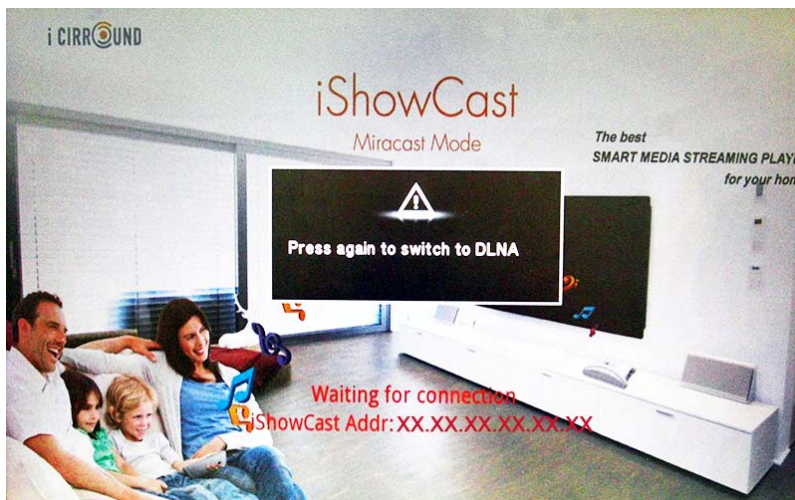 i CIRROUND
iShowCast
Miracast Mode
The best
SMART MEDIA STREAMING PLAY
for your hom
Press again to switch to DLNA
Waiting for connection
iShowCast Addr: XX.XX.XX.XX.XX.XX